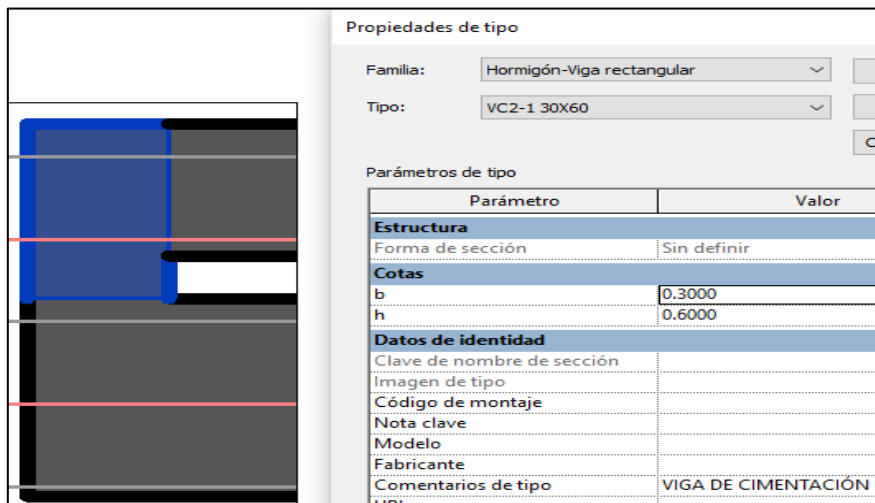 Propiedades de tipo
Familia: Hormigón-Viga rectangular
Tipo: VC2-1 30X60
Parámetros de tipo
Parámetro Valor
Estructura
Forma de sección Sin definir
Cotas
b 0.3000
h 0.6000
Datos de identidad
Clave de nombre de sección
Imagen de tipo
Código de montaje
Nota clave
Modelo
Fabricante
Comentarios de tipo VIGA DE CIMENTACIÓN